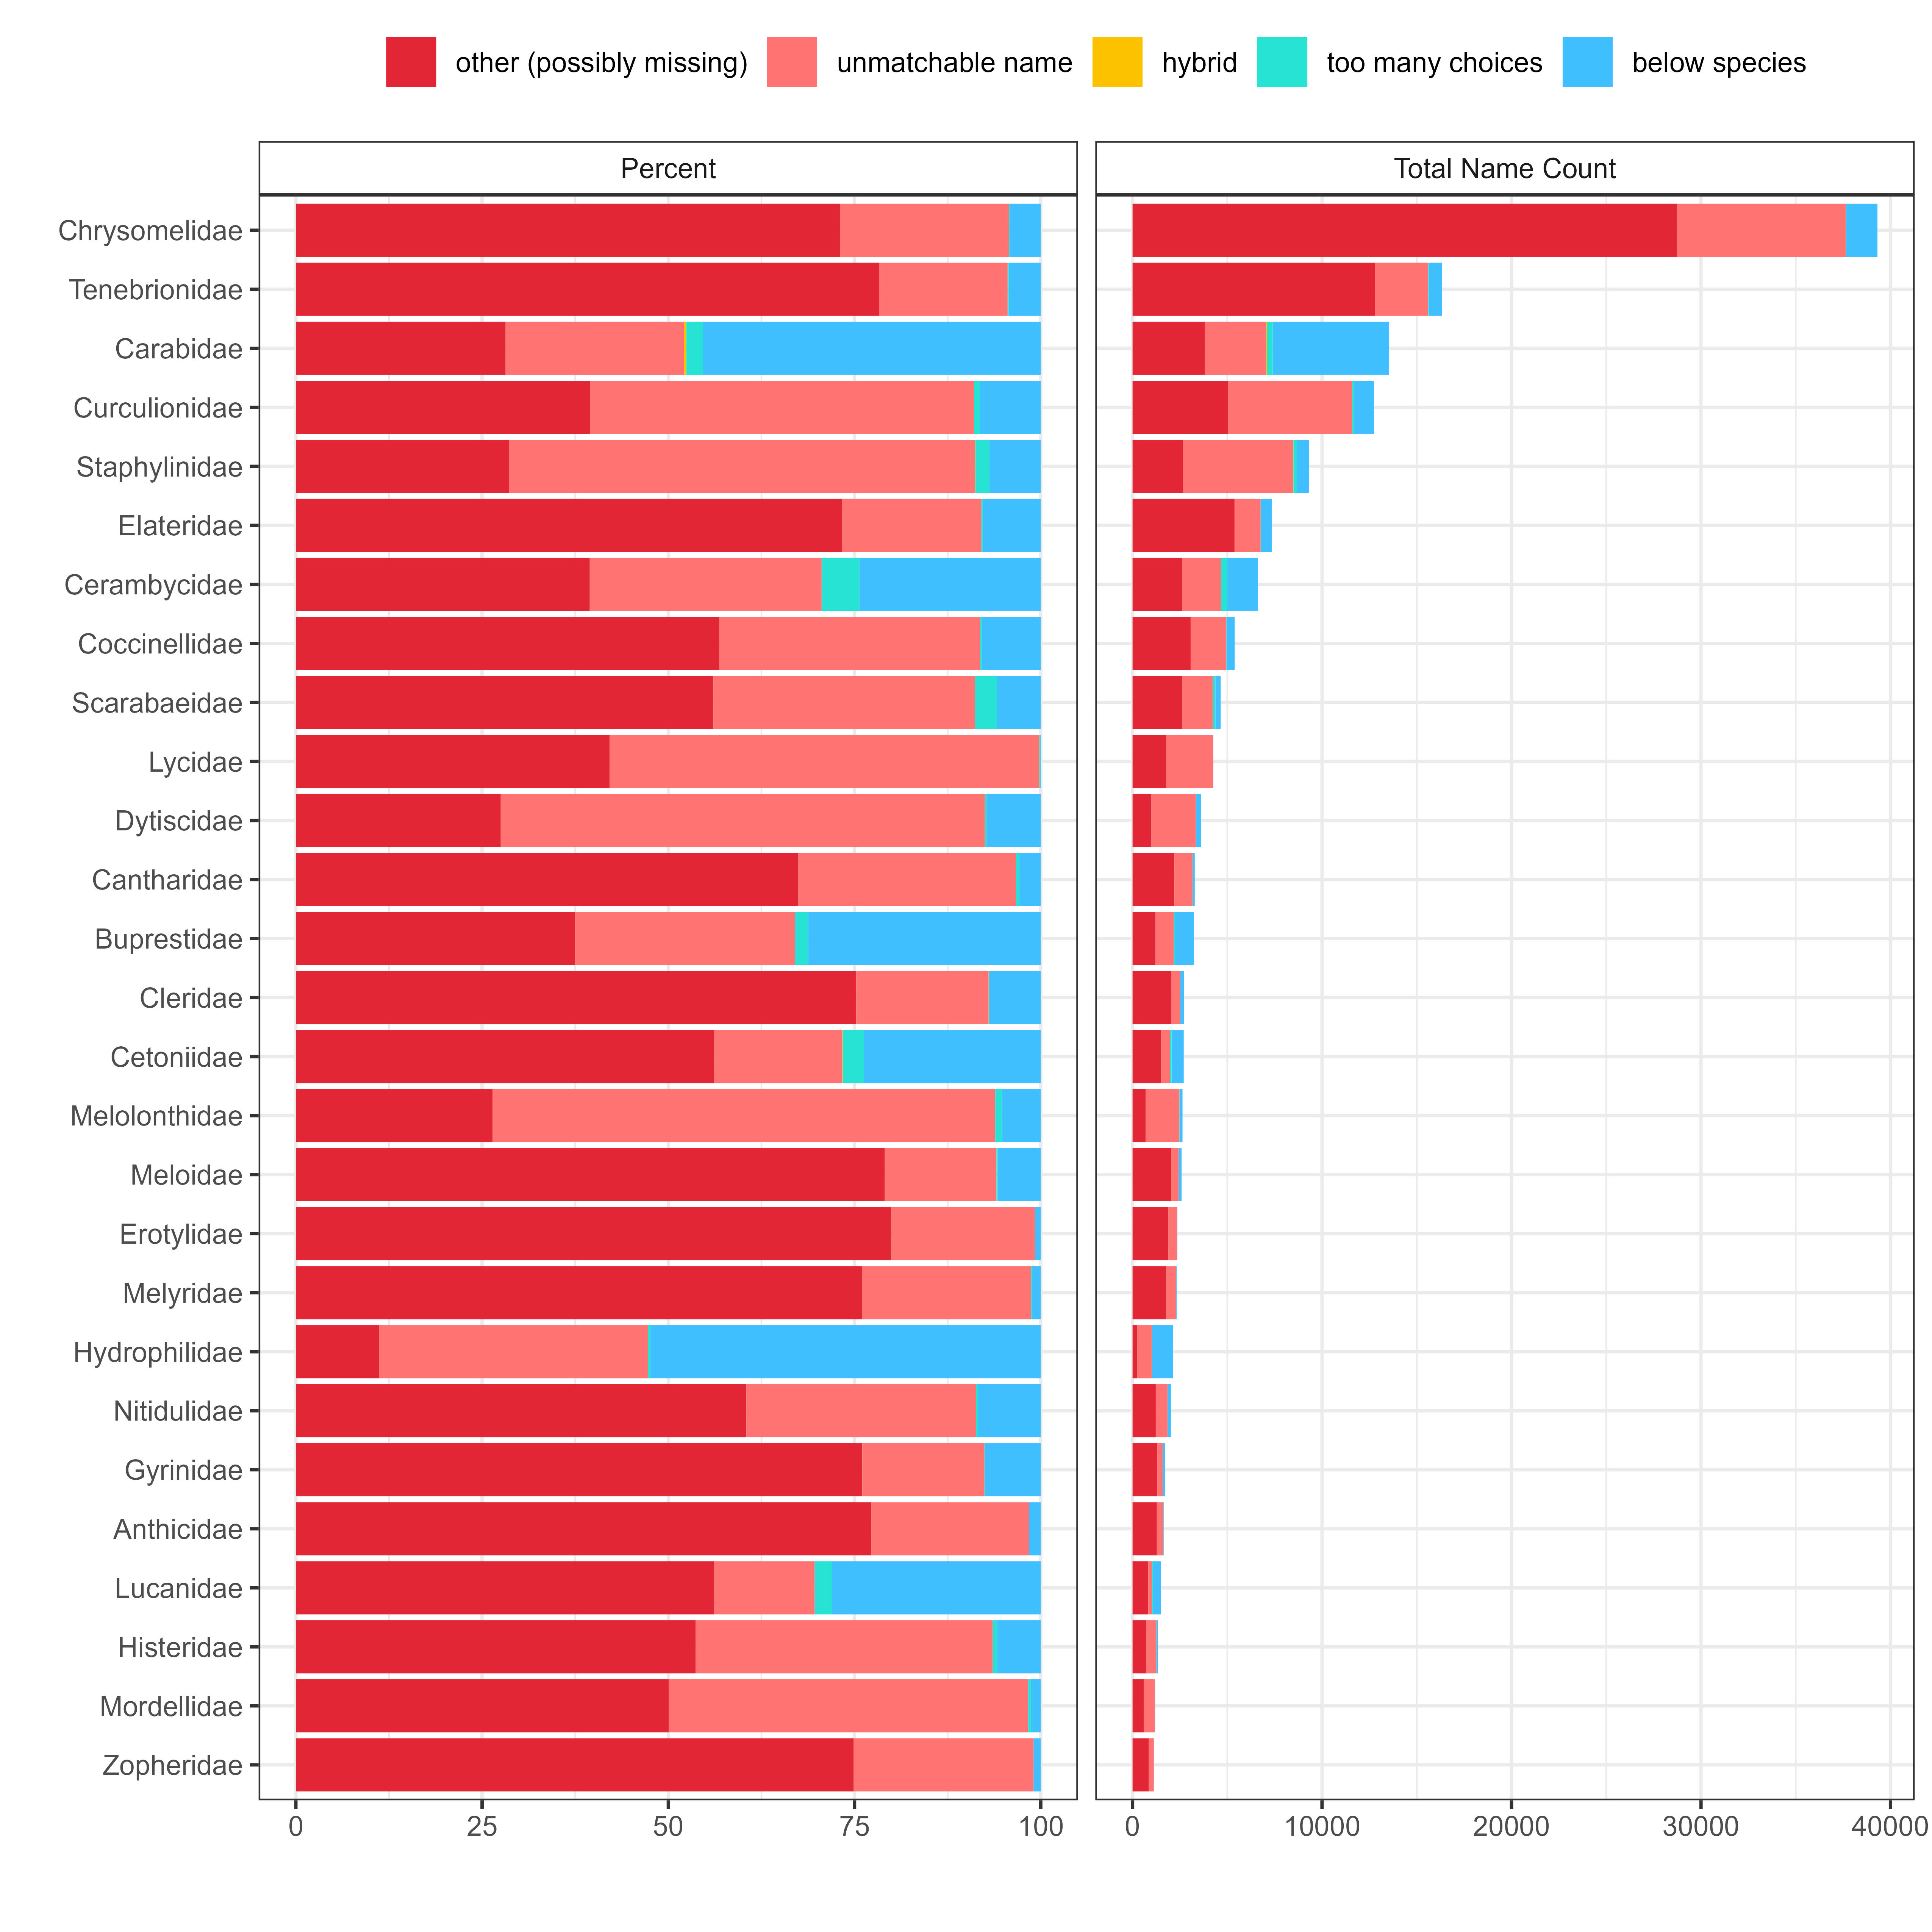 other (possibly missing) unmatchable name hybrid too many choices below species
Percent Total Name Count
Chrysomelidae
Tenebrionidae
Carabidae
Curculionidae
Staphylinidae
Elateridae
Cerambycidae
Coccinellidae
Scarabaeidae
Lycidae
Dytiscidae
Cantharidae
Buprestidae
Cleridae
Cetoniidae
Melolonthidae
Meloidae
Erotylidae
Melyridae
Hydrophilidae
Nitidulidae
Gyrinidae
Anthicidae
Lucanidae
Histeridae
Mordellidae
Zopheridae
0 25 50 75 100 0 10000 20000 30000 40000